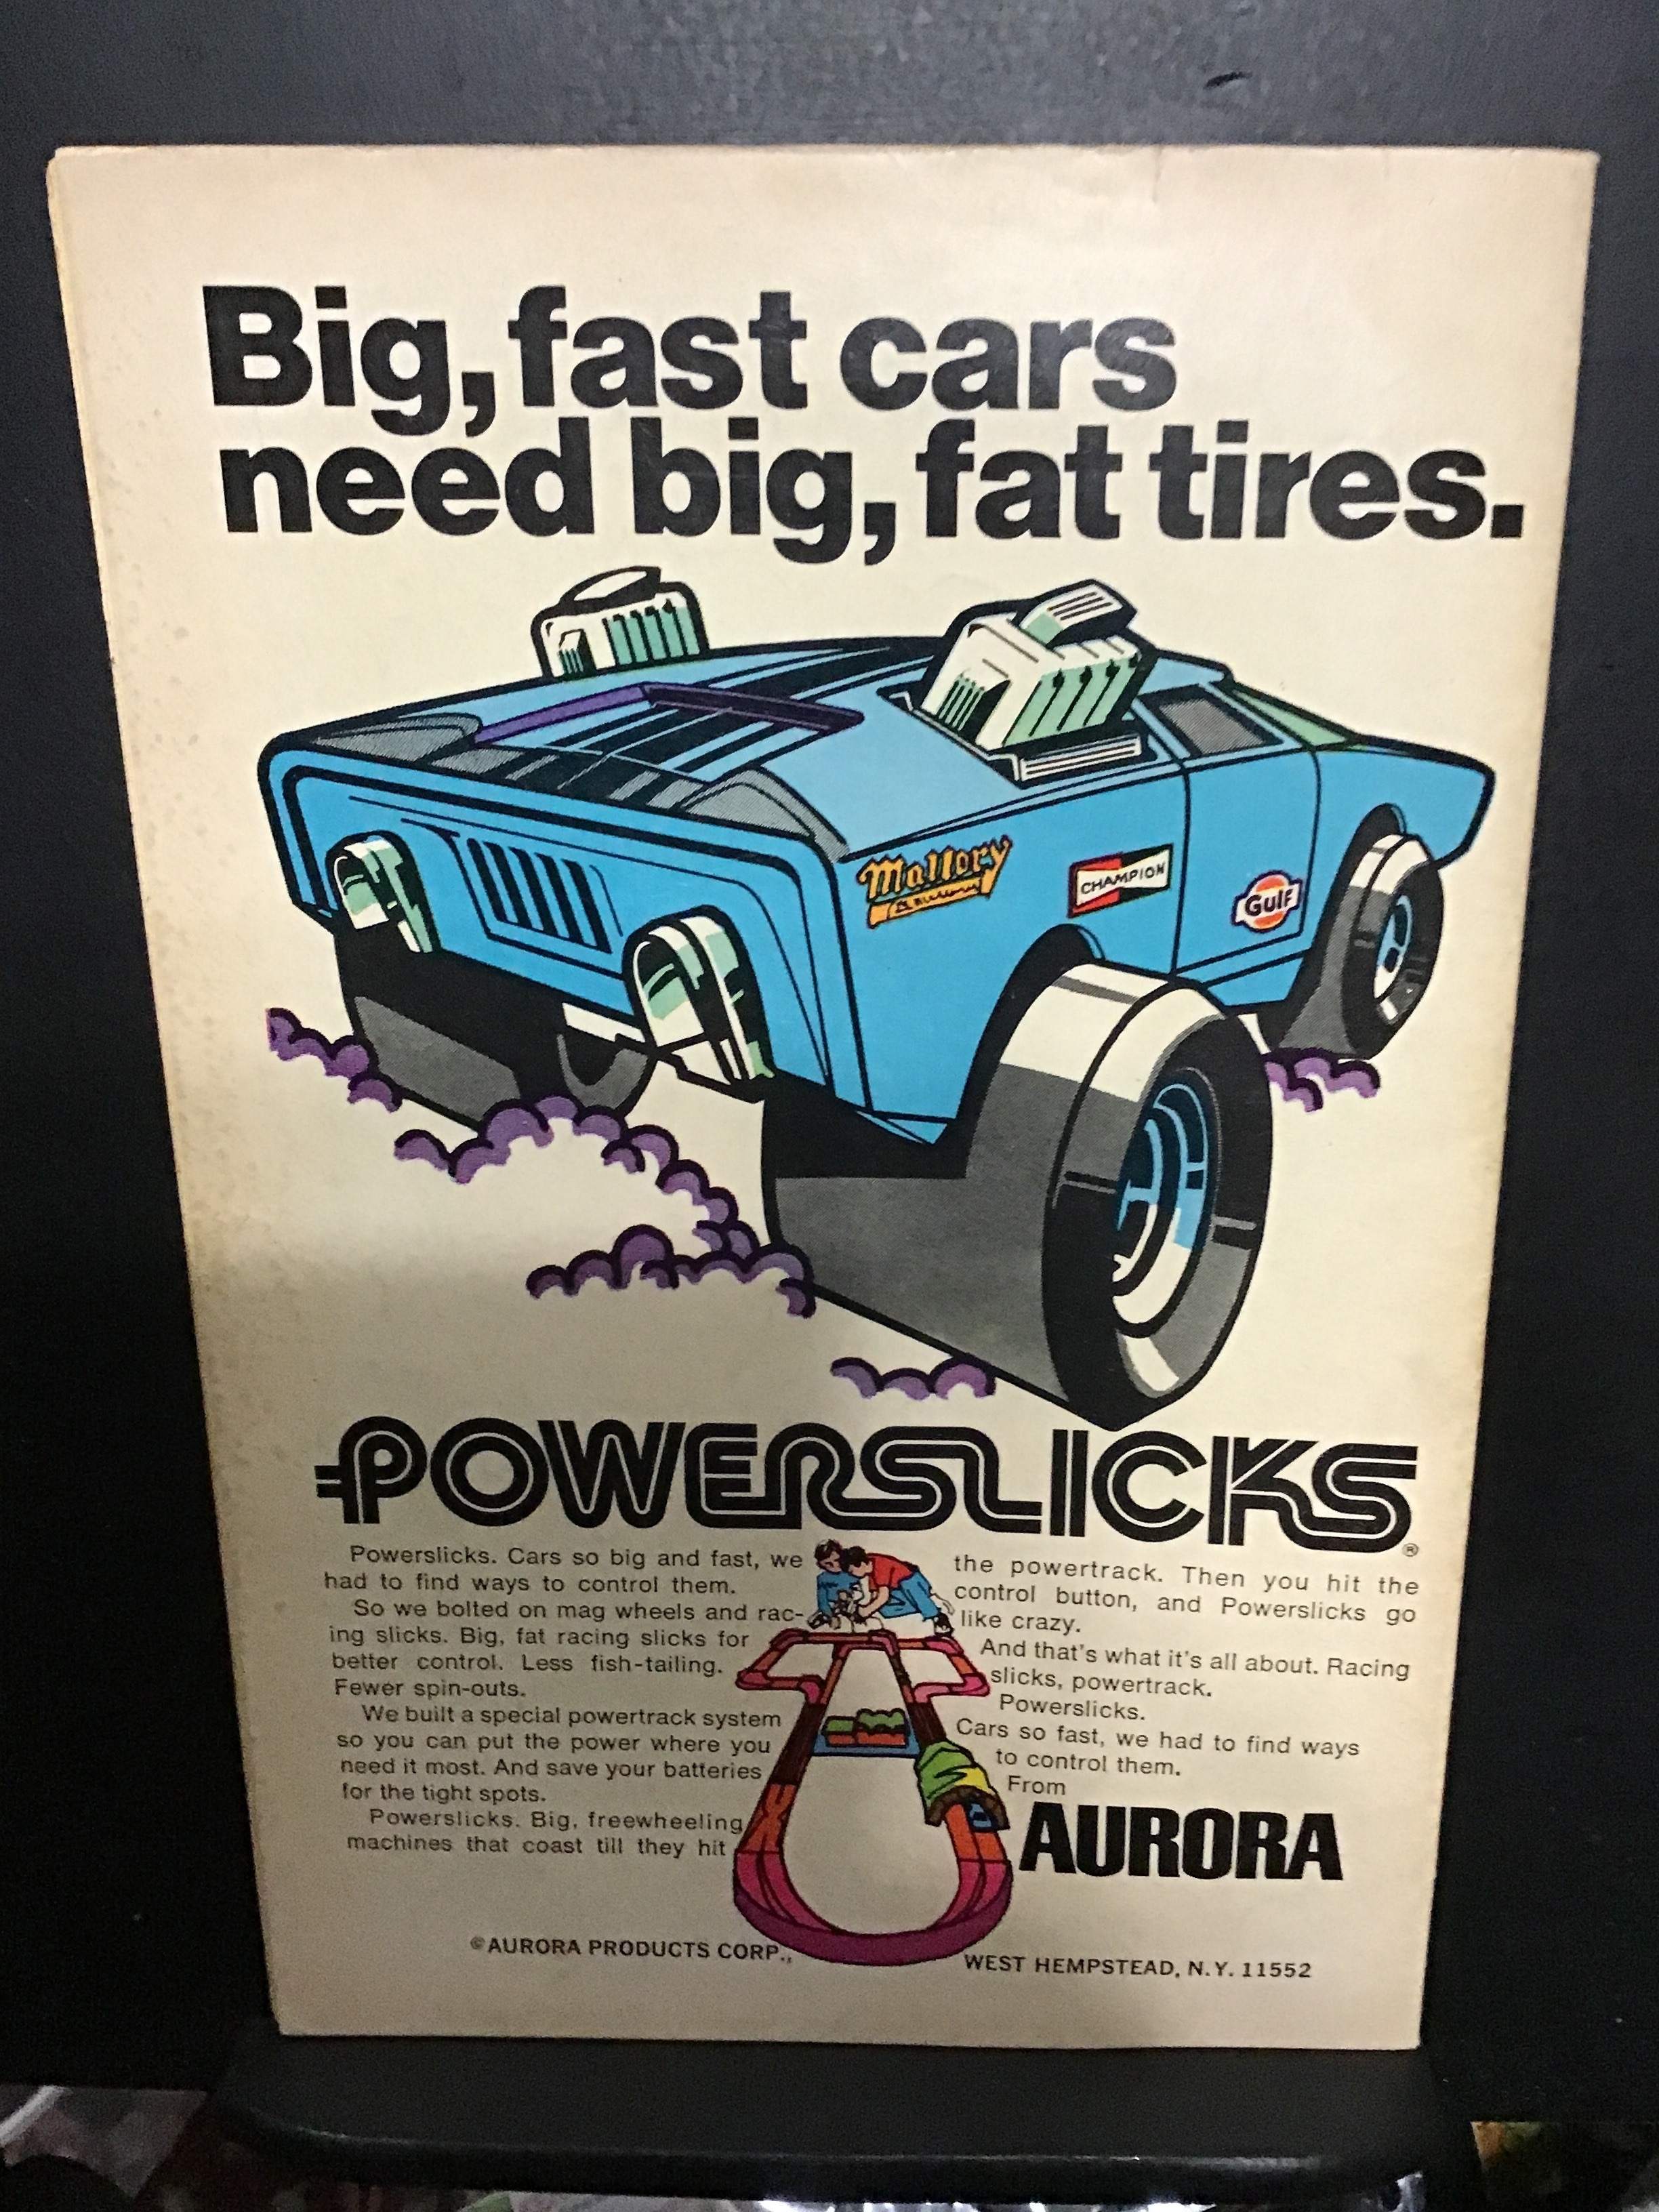 Big, fast cars
need big, fat tires.
Mallory
CHAMPION
Gulf
POWERSLICKS®
Powerslicks. Cars so big and fast, we
had to find ways to control them.
So we bolted on mag wheels and rac-
ing slicks. Big, fat racing slicks for
better control. Less fish-tailing.
Fewer spin-outs.
We built a special powertrack system
so you can put the power where you
need it most. And save your batteries
for the tight spots.
Powerslicks. Big, freewheeling
machines that coast till they hit
the powertrack. Then you hit the
control button, and Powerslicks go
like crazy.
And that's what it's all about. Racing
slicks, powertrack.
Powerslicks.
Cars so fast, we had to find ways
to control them.
From
AURORA
©AURORA PRODUCTS CORP., WEST HEMPSTEAD, N.Y. 11552